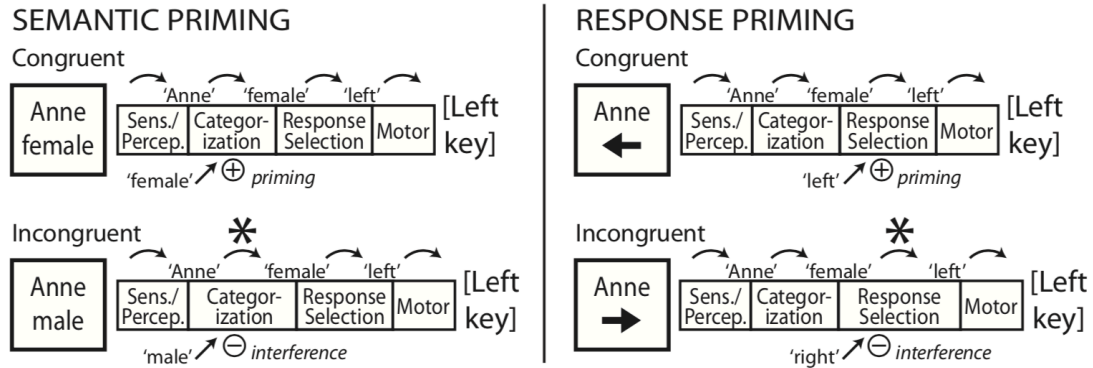 SEMANTIC PRIMING
Congruent
Anne
female
'Anne' 'female' 'left'
Sens./ Categor- Response Motor
Percep. ization Selection
[Left
key]
'female' ⊕ priming
Incongruent
*
Anne
male
'Anne' 'female' 'left'
Sens./ Categor- Response Motor
Percep. ization Selection
[Left
key]
'male' ⊖ interference
RESPONSE PRIMING
Congruent
Anne
'Anne' 'female' 'left'
Sens./ Categor- Response Motor
Percep. ization Selection
[Left
key]
'left' ⊕ priming
Incongruent
*
Anne
'Anne' 'female' 'left'
Sens./ Categor- Response Motor
Percep. ization Selection
[Left
key]
'right' ⊖ interference